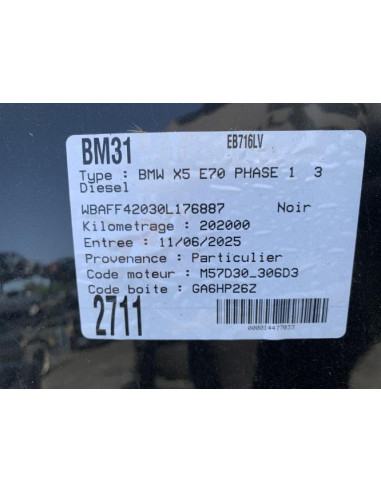 EB716LV
BM31
Type : BMW X5 E70 PHASE 1 3
Diesel
WBAFF42030L176887 Noir
Kilometrage : 202000
Entree : 11/06/2025
Provenance : Particulier
Code moteur : M57D30_306D3
Code boite : GA6HP26Z
2711
000014477033